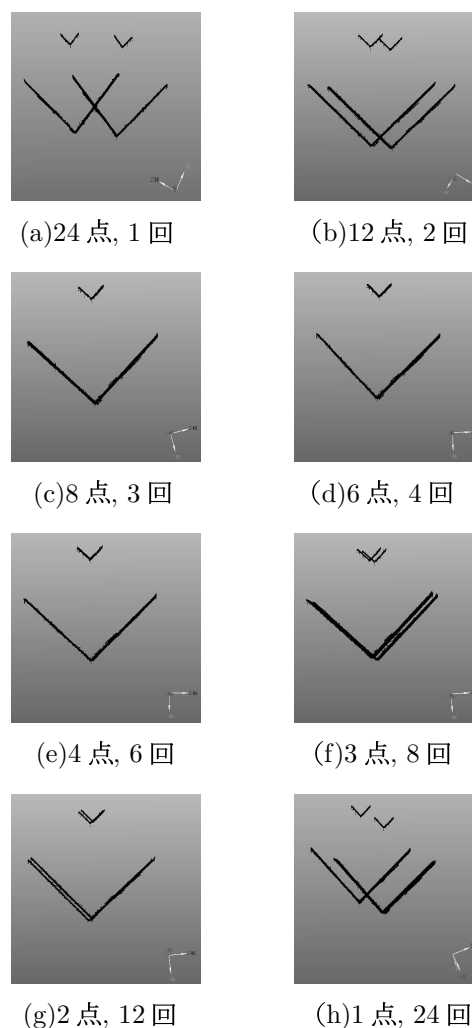 (a)24 点, 1 回
(b)12 点, 2 回
(c)8 点, 3 回
(d)6 点, 4 回
(e)4 点, 6 回
(f)3 点, 8 回
(g)2 点, 12 回
(h)1 点, 24 回